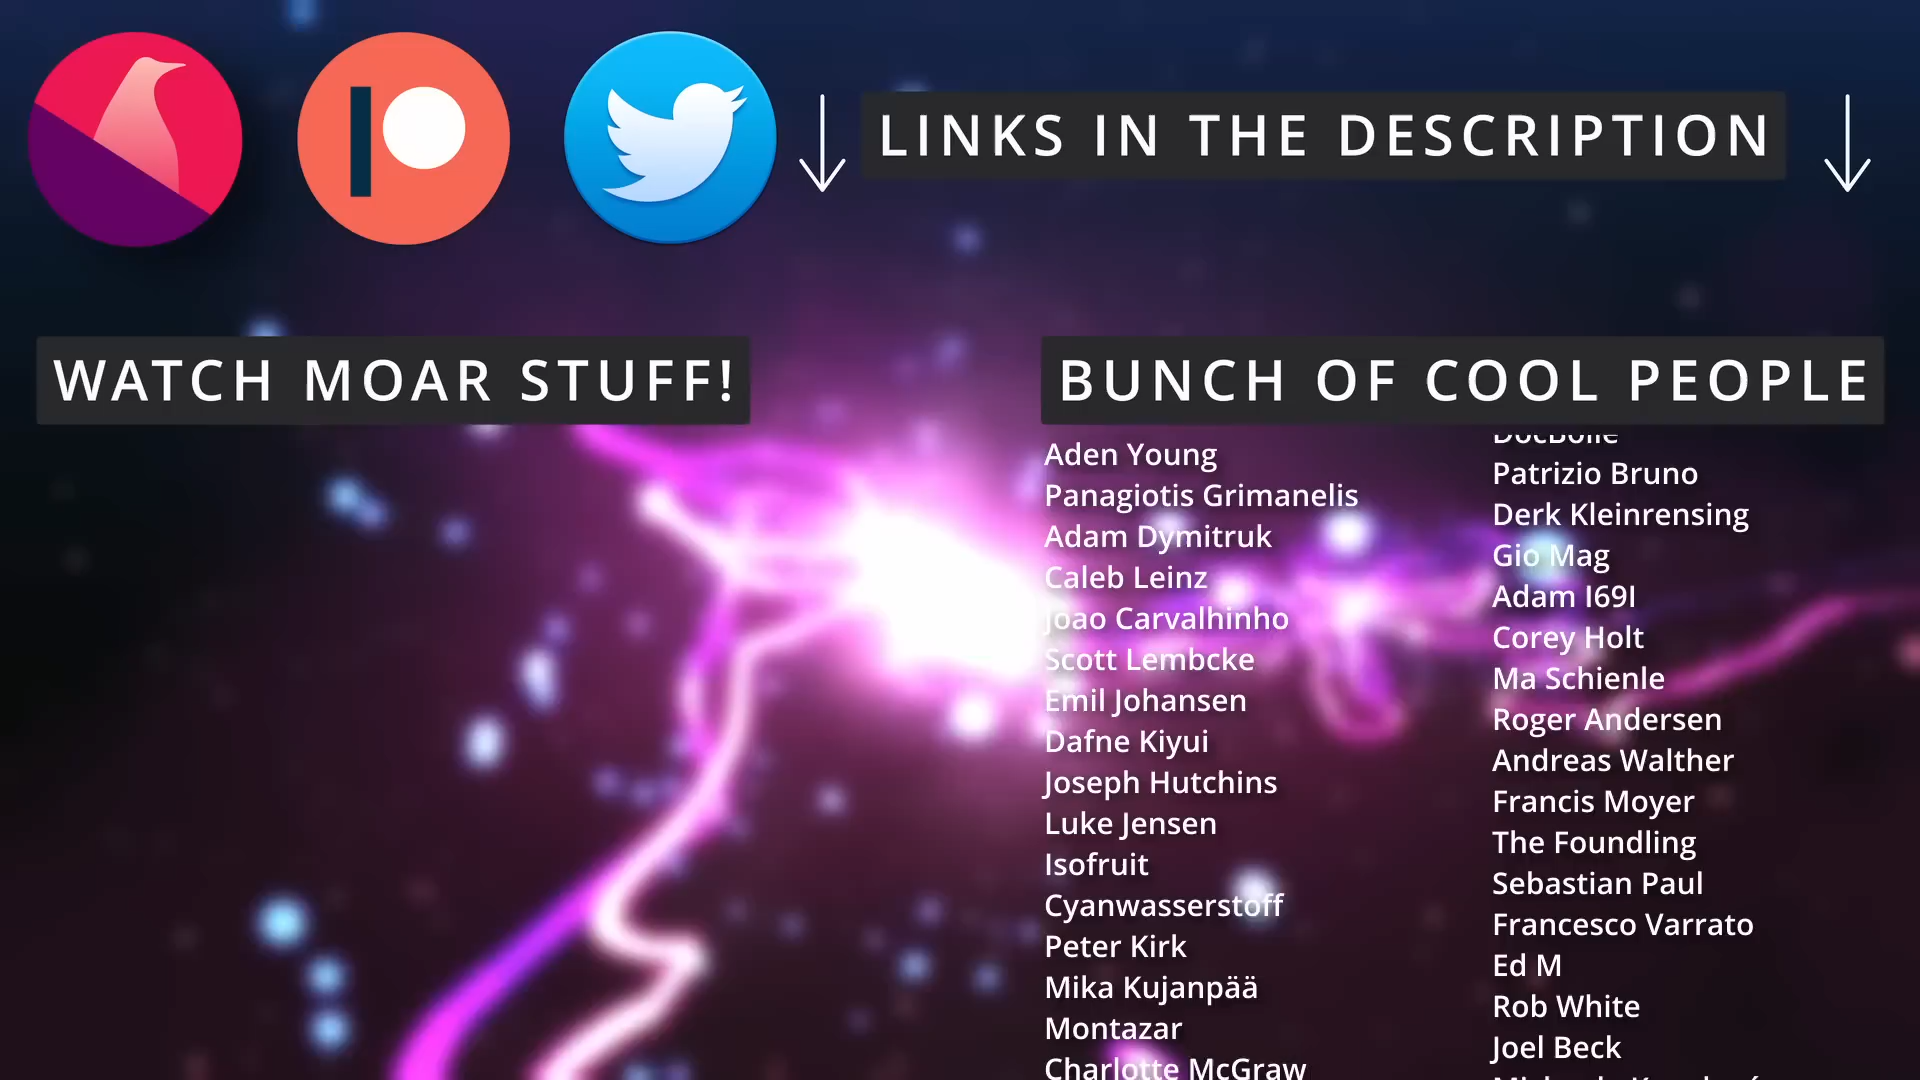 LINKS IN THE DESCRIPTION
WATCH MOAR STUFF!
BUNCH OF COOL PEOPLE
Aden Young
Panagiotis Grimanelis
Adam Dymitruk
Caleb Leinz
Joao Carvalhinho
Scott Lembcke
Emil Johansen
Dafne Kiyui
Joseph Hutchins
Luke Jensen
Isofruit
Cyanwasserstoff
Peter Kirk
Mika Kujanpää
Montazar
Charlotte McGraw
Patrizio Bruno
Derk Kleinrensing
Gio Mag
Adam I69I
Corey Holt
Ma Schienle
Roger Andersen
Andreas Walther
Francis Moyer
The Foundling
Sebastian Paul
Francesco Varrato
Ed M
Rob White
Joel Beck